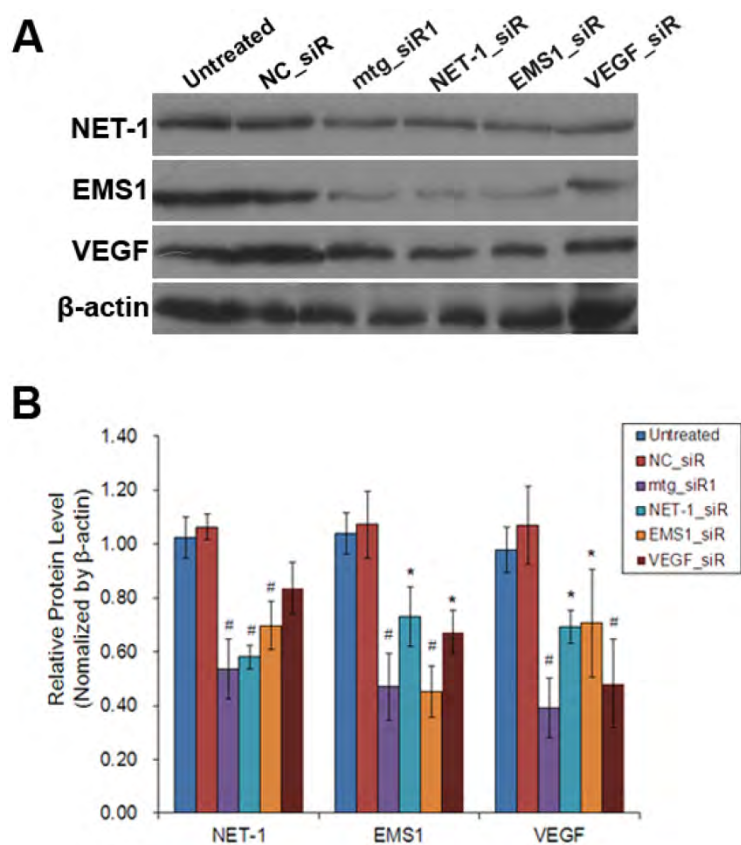 A
Untreated
NC_siR
mtg_siR1
NET-1_siR
EMS1_siR
VEGF_siR
NET-1
EMS1
VEGF
β-actin
B
Relative Protein Level
(Nomalized by β-actin)
1.40
1.20
1.00
0.80
0.60
0.40
0.20
0.00
# # #
# * # *
# * * #
NET-1
EMS1
VEGF
Untreated
NC_siR
mtg_siR1
NET-1_siR
EMS1_siR
VEGF_siR